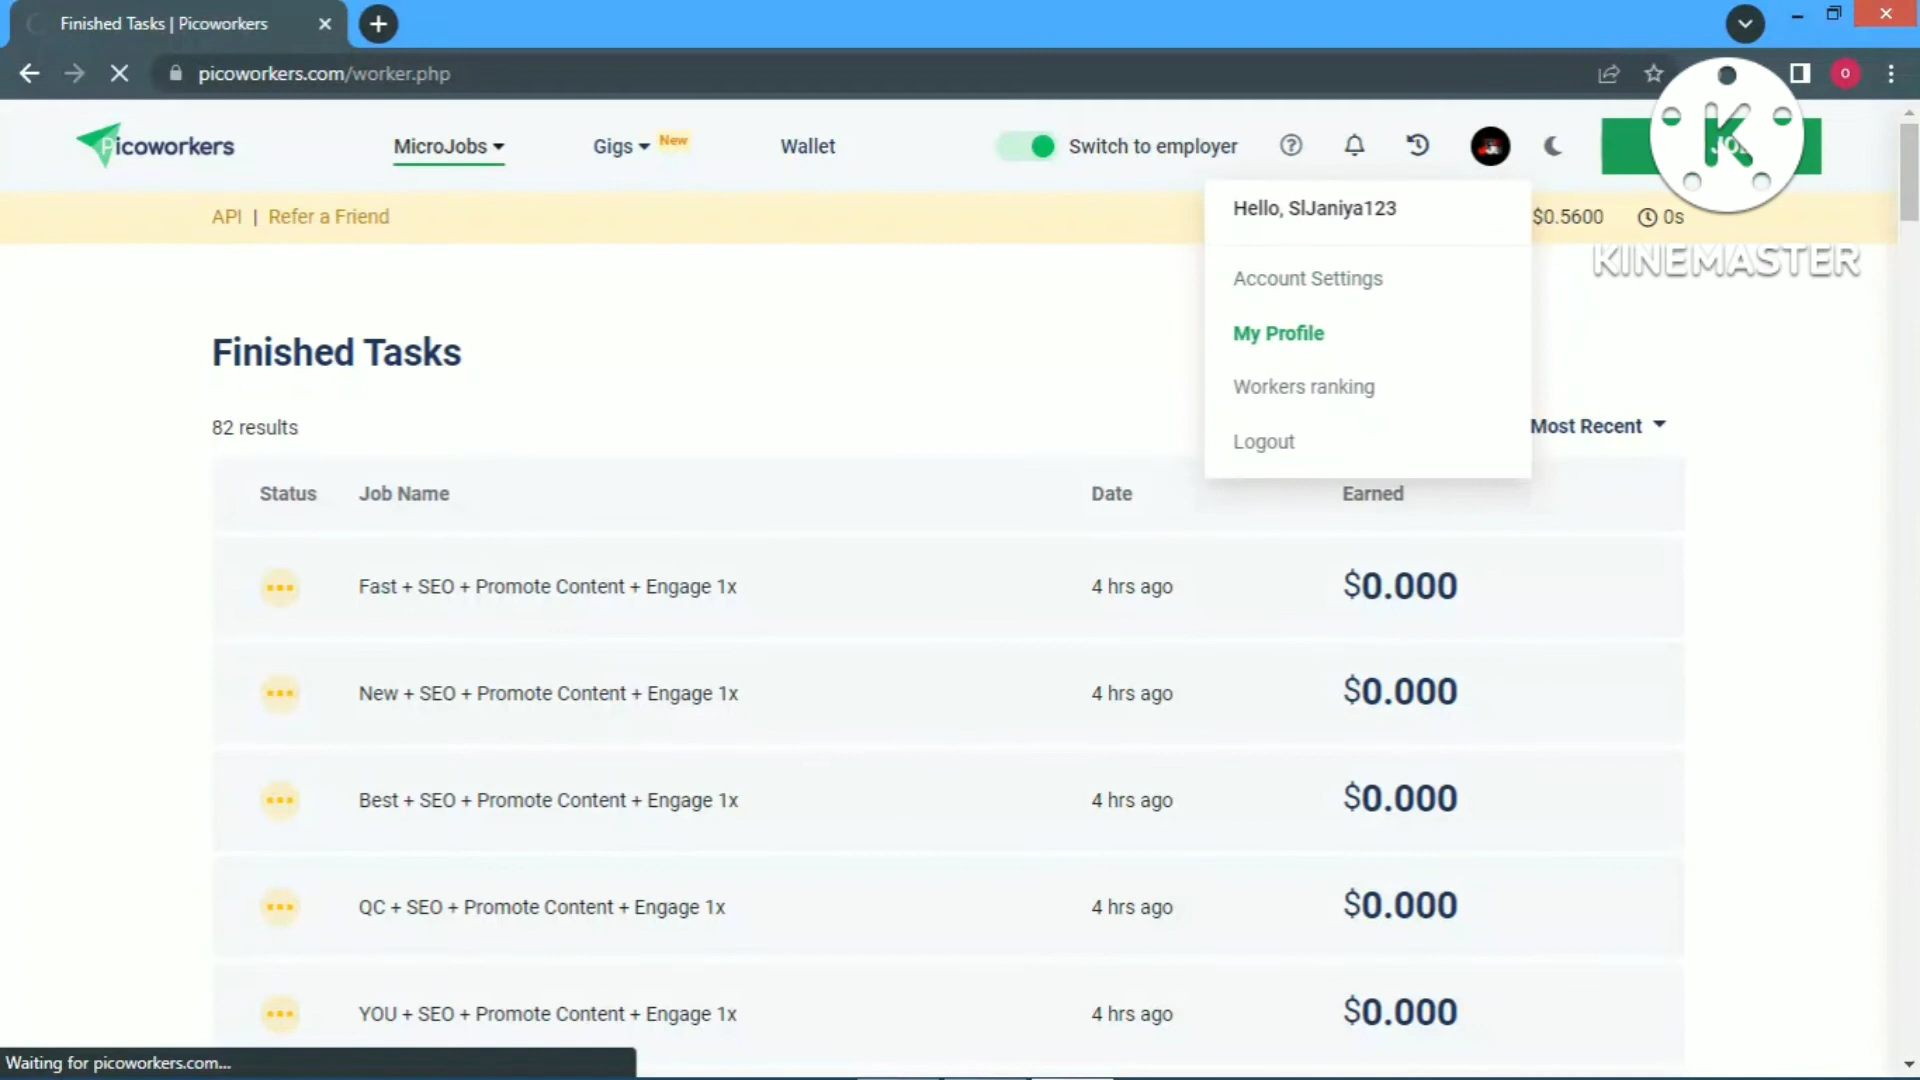 Finished Tasks | Picoworkers
picoworkers.com/worker.php
Picoworkers
MicroJobs
Gigs
New
Wallet
Switch to employer
K
KINEMASTER
API | Refer a Friend
$0.5600
0s
Hello, SlJaniya123
Account Settings
My Profile
Workers ranking
Logout
Finished Tasks
82 results
Most Recent
Status Job Name Date Earned
Fast + SEO + Promote Content + Engage 1x 4 hrs ago $0.000
New + SEO + Promote Content + Engage 1x 4 hrs ago $0.000
Best + SEO + Promote Content + Engage 1x 4 hrs ago $0.000
QC + SEO + Promote Content + Engage 1x 4 hrs ago $0.000
YOU + SEO + Promote Content + Engage 1x 4 hrs ago $0.000
Waiting for picoworkers.com...